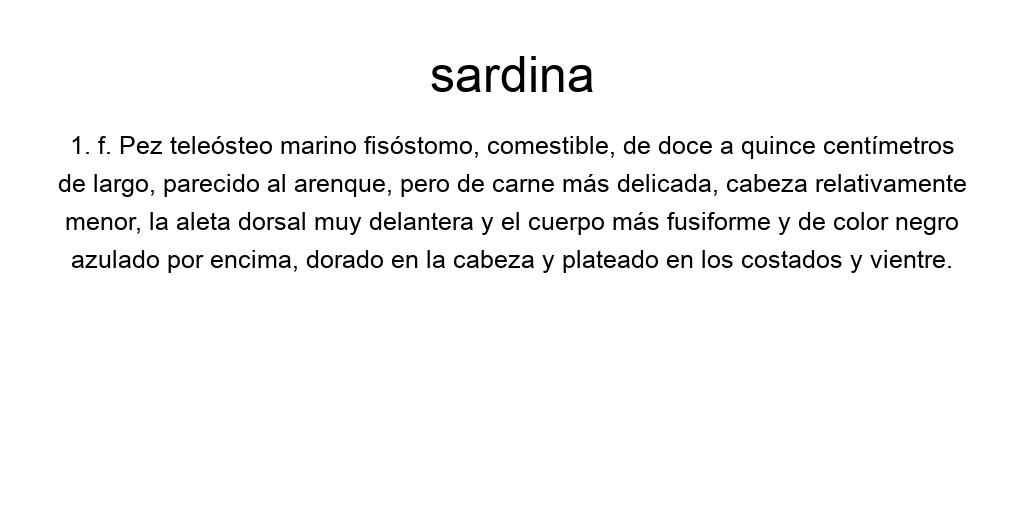 sardina
1. f. Pez teleósteo marino fisóstomo, comestible, de doce a quince centímetros
de largo, parecido al arenque, pero de carne más delicada, cabeza relativamente
menor, la aleta dorsal muy delantera y el cuerpo más fusiforme y de color negro
azulado por encima, dorado en la cabeza y plateado en los costados y vientre.